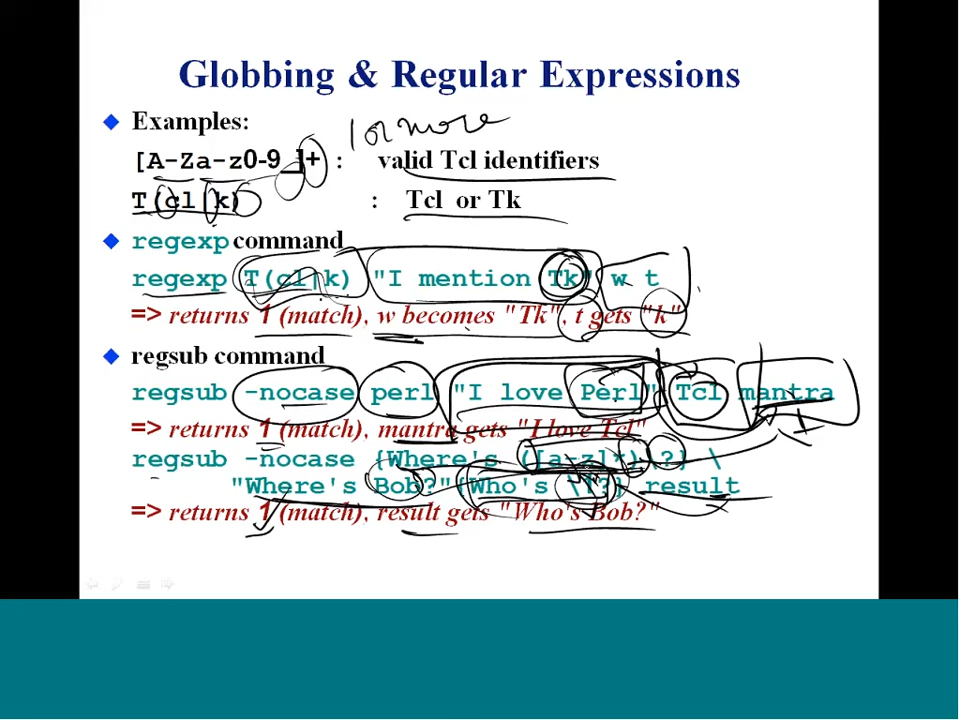 Globbing & Regular Expressions
Examples:
1 or more
[A-Za-z0-9_]+ : valid Tcl identifiers
T(cl|k) : Tcl or Tk
regexp command
regexp T(cl|k) "I mention Tk" w t
=> returns 1 (match), w becomes "Tk", t gets "k"
regsub command
regsub -nocase perl "I love Perl" Tcl mantra
=> returns 1 (match), mantra gets "I love Tcl"
regsub -nocase {Where's ([a-z]*)\?} \
"Where's Bob?"{Who's \1?} result
=> returns 1 (match), result gets "Who's Bob?"